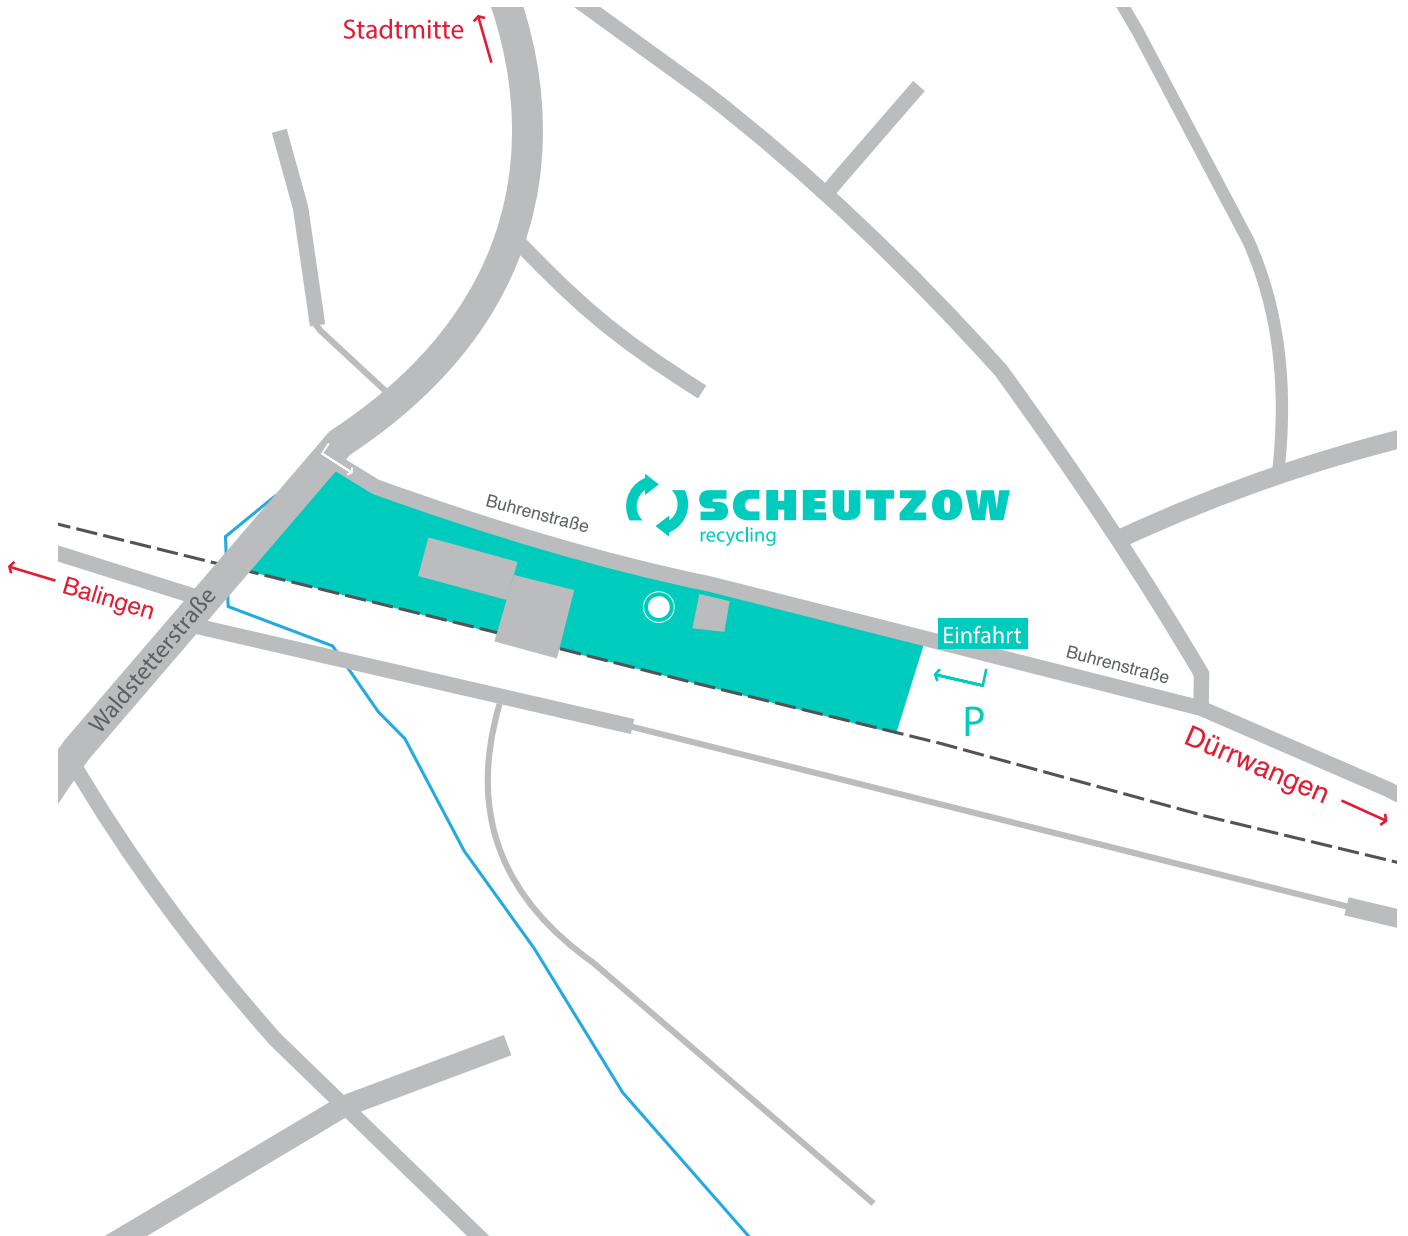 Stadtmitte
SCHEUTZOW
recycling
Buhrenstraße
Balingen
Waldstetterstraße
Einfahrt
Buhrenstraße
P
Dürrwangen